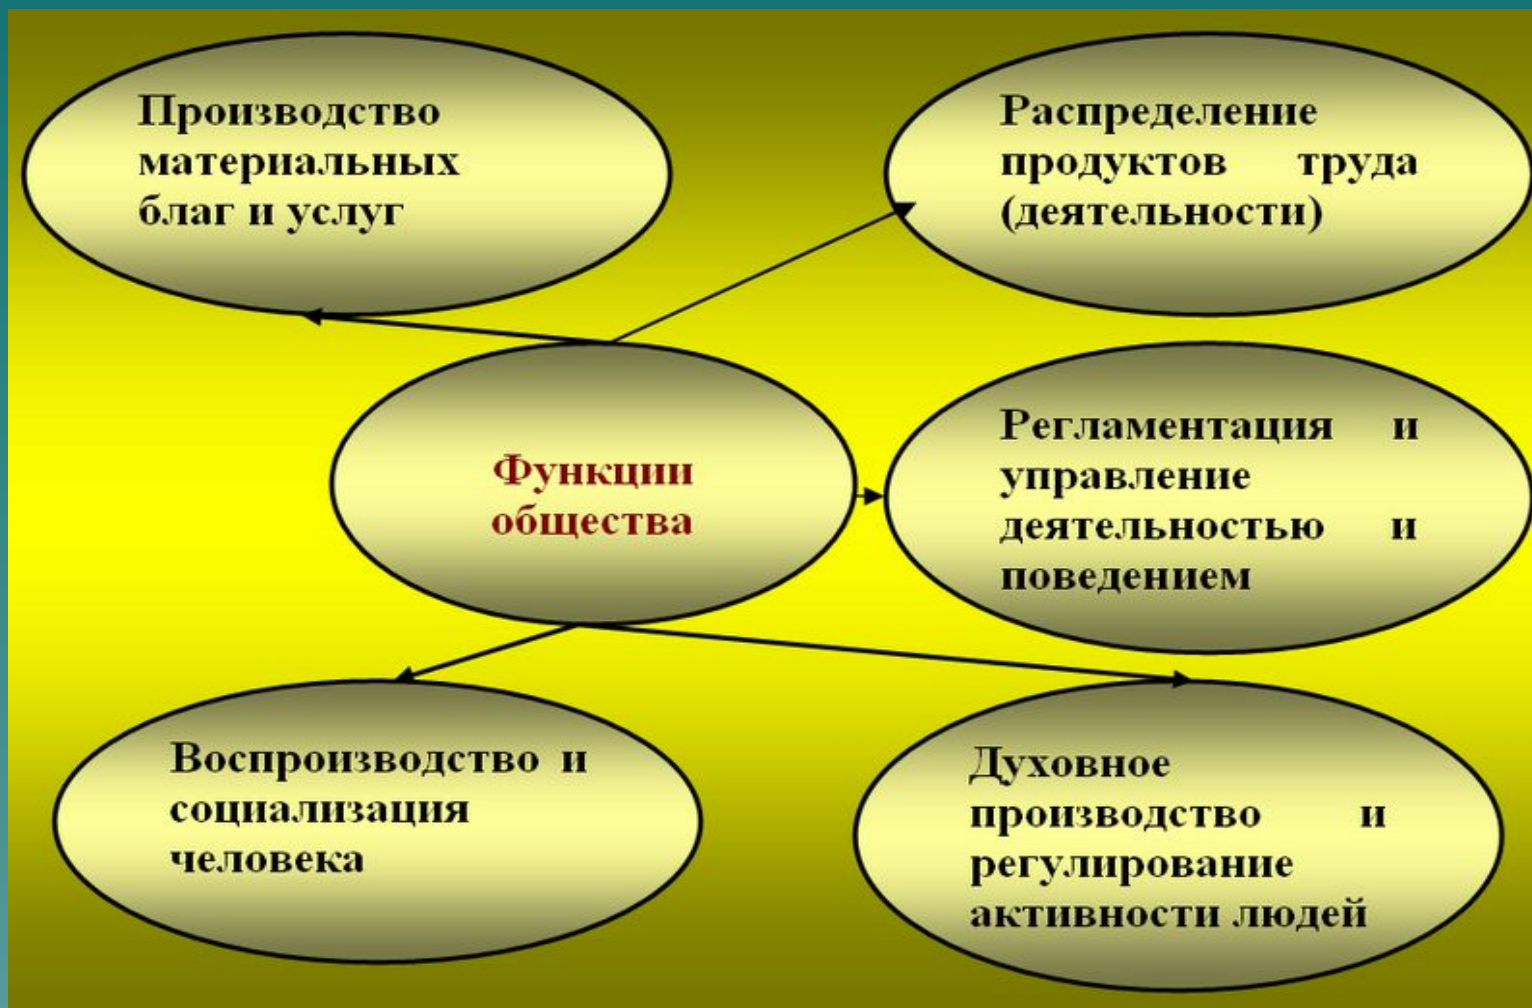 Производство
материальных
благ и услуг
Распределение
продуктов труда
(деятельности)
Функции
общества
Регламентация и
управление
деятельностью и
поведением
Воспроизводство и
социализация
человека
Духовное
производство и
регулирование
активности людей